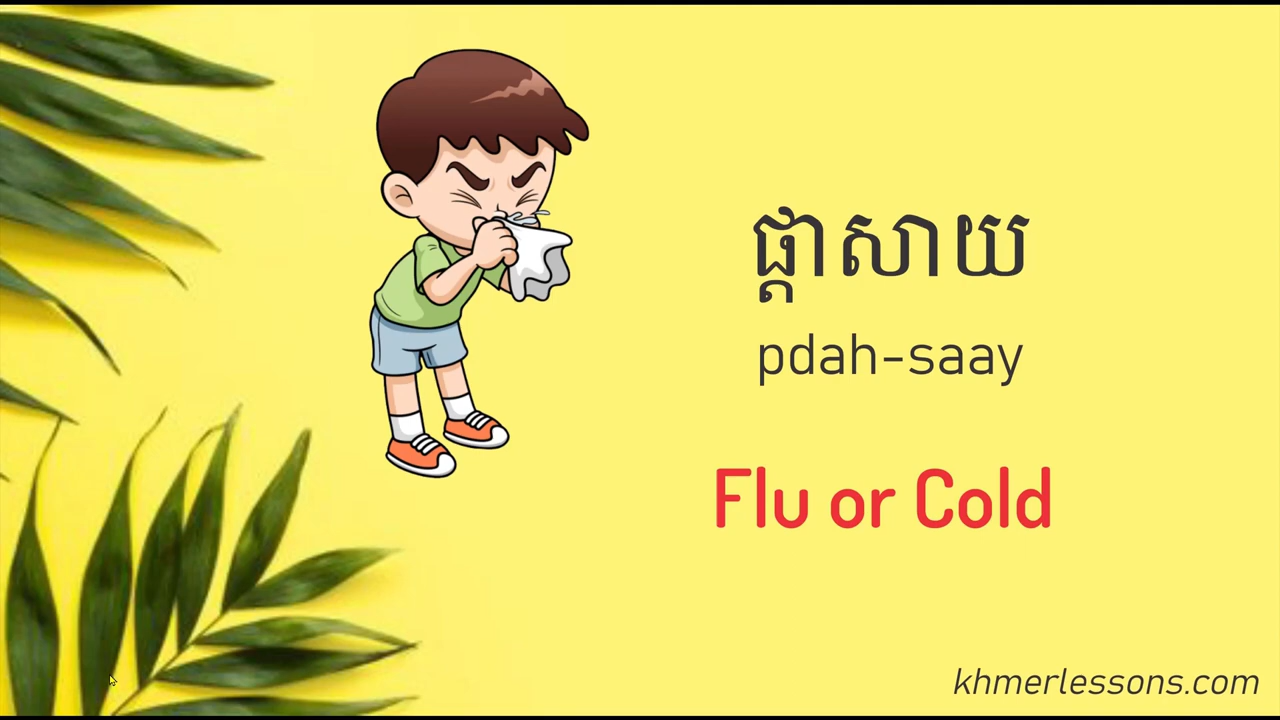 ផ្តាសាយ
pdah-saay
Flu or Cold
khmerlessons.com